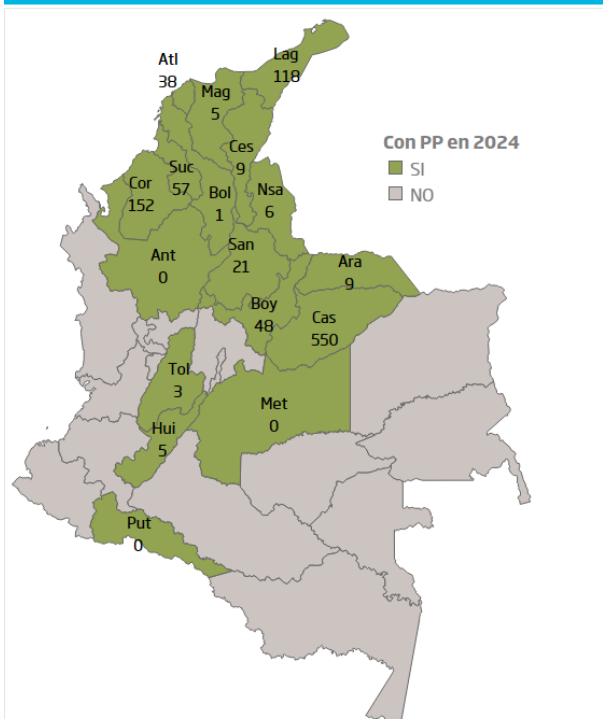 Atl
38
Lag
118
Mag
5
Con PP en 2024
SI
NO
Ces
9
Suc
57
Cor
152
Bol
1
Nsa
6
San
21
Ant
0
Ara
9
Boy
48
Cas
550
Tol
3
Met
0
Hui
5
Put
0